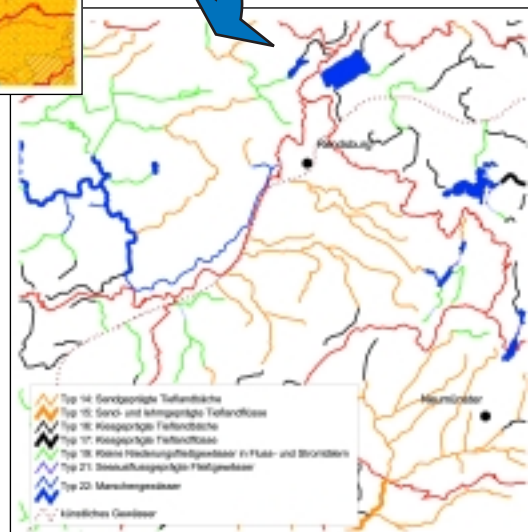 Rendsburg
Neumünster
Typ 14: Sandgeprägte Tieflandbäche
Typ 15: Sand- und lehmgeprägte Tieflandflüsse
Typ 16: Kiesgeprägte Tieflandbäche
Typ 17: Kiesgeprägte Tieflandflüsse
Typ 19: Kleine Niederungsfließgewässer in Fluss- und Stromtälern
Typ 21: Seeausflussgeprägte Fließgewässer
Typ 22: Marschengewässer
künstliches Gewässer